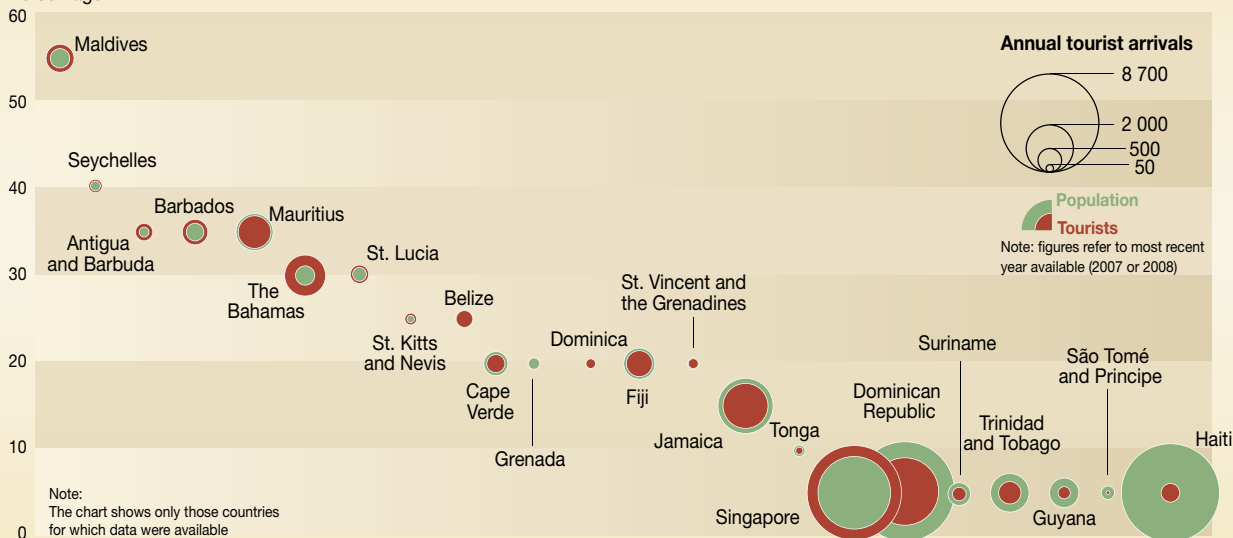 60
Maldives
Annual tourist arrivals
8 700
50
2 000
500
50
Seychelles
40
Population
Barbados
Mauritius
Tourists
Antigua
and Barbuda
Note: figures refer to most recent
year available (2007 or 2008)
St. Lucia
30
The
Bahamas
St. Vincent and
the Grenadines
Belize
St. Kitts
and Nevis
Dominica
Suriname
São Tomé
and Principe
20
Cape
Verde
Fiji
Dominican
Republic
Jamaica
Tonga
Trinidad
and Tobago
Haiti
10
Grenada
Note:
The chart shows only those countries
for which data were available
Singapore
Guyana
0